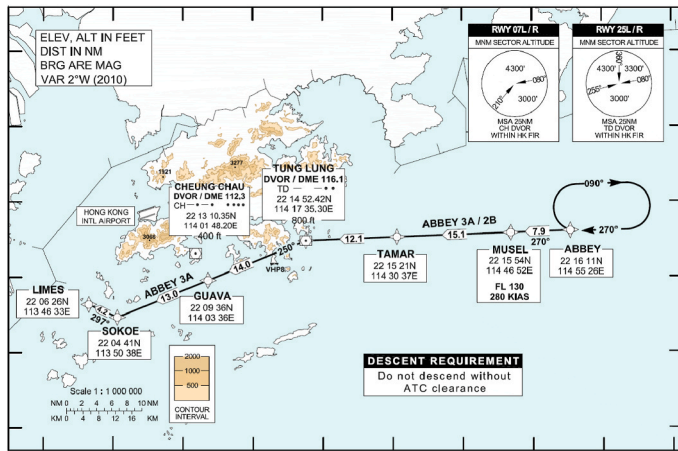 ELEV, ALT IN FEET
DIST IN NM
BRG ARE MAG
VAR 2°W (2010)
RWY 07L / R
MNM SECTOR ALTITUDE
4300'
080°
210°
3000'
MSA 25NM
CH DVOR
WITHIN HK FIR
RWY 25L / R
MNM SECTOR ALTITUDE
360°
4300'
3300'
080°
255°
3000'
MSA 25NM
TD DVOR
WITHIN HK FIR
1921
3277
3066
TUNG LUNG
DVOR / DME 116.1
TD
22 14 52.42N
114 17 35.30E
800 ft
CHEUNG CHAU
DVOR / DME 112.3
CH
22 13 10.35N
114 01 48.20E
400 ft
HONG KONG
INTL AIRPORT
090°
270°
ABBEY 3A / 2B
12.1
15.1
7.9
270°
250°
VHP8
ABBEY 3A
14.0
13.0
4.2
297°
TAMAR
22 15 21N
114 30 37E
MUSEL
22 15 54N
114 46 52E
FL 130
280 KIAS
ABBEY
22 16 11N
114 55 26E
LIMES
22 06 26N
113 46 33E
SOKOE
22 04 41N
113 50 38E
GUAVA
22 09 36N
114 03 36E
2000
1000
500
CONTOUR
INTERVAL
DESCENT REQUIREMENT
Do not descend without
ATC clearance
Scale 1 : 1 000 000
NM 0 2 4 6 8 10 NM
KM 0 4 8 12 16 KM